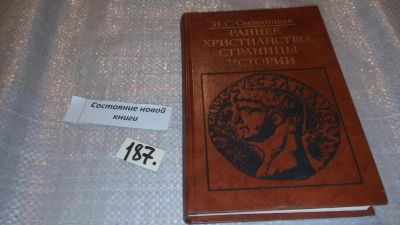 И.С.Свенцицкая
РАННЕЕ
ХРИСТИАНСТВО:
СТРАНИЦЫ
ИСТОРИИ
Состояние новой
книги
187.